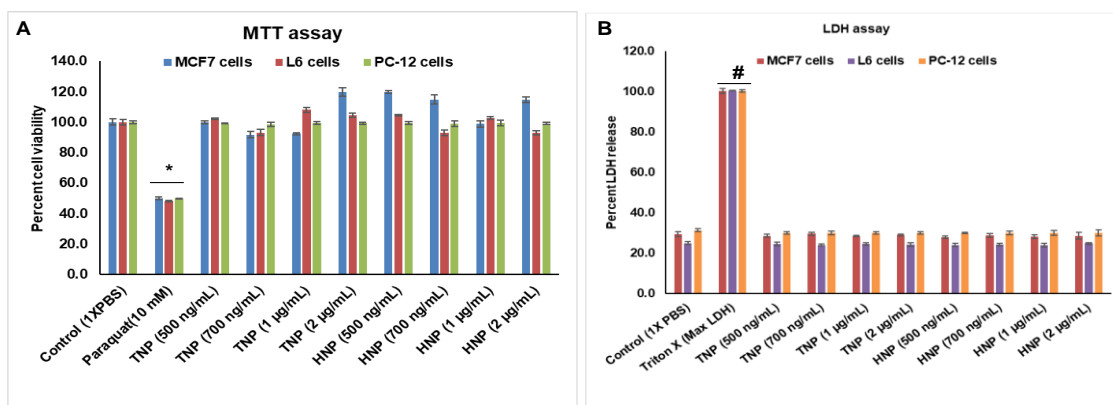 A
MTT assay
MCF7 cells
L6 cells
PC-12 cells
Percent cell viability
140.0
120.0
100.0
80.0
60.0
40.0
20.0
0.0
*
Control (1XPBS)
Paraquat(10 mM)
TNP (500 ng/mL)
TNP (700 ng/mL)
TNP (1 µg/mL)
TNP (2 µg/mL)
HNP (500 ng/mL)
HNP (700 ng/mL)
HNP (1 µg/mL)
HNP (2 µg/mL)
B
LDH assay
MCF7 cells
L6 cells
PC-12 cells
Percent LDH release
120.0
100.0
80.0
60.0
40.0
20.0
0.0
#
Control (1X PBS)
Triton X (Max LDH)
TNP (500 ng/mL)
TNP (700 ng/mL)
TNP (1 µg/mL)
TNP (2 µg/mL)
HNP (500 ng/mL)
HNP (700 ng/mL)
HNP (1 µg/mL)
HNP (2 µg/mL)